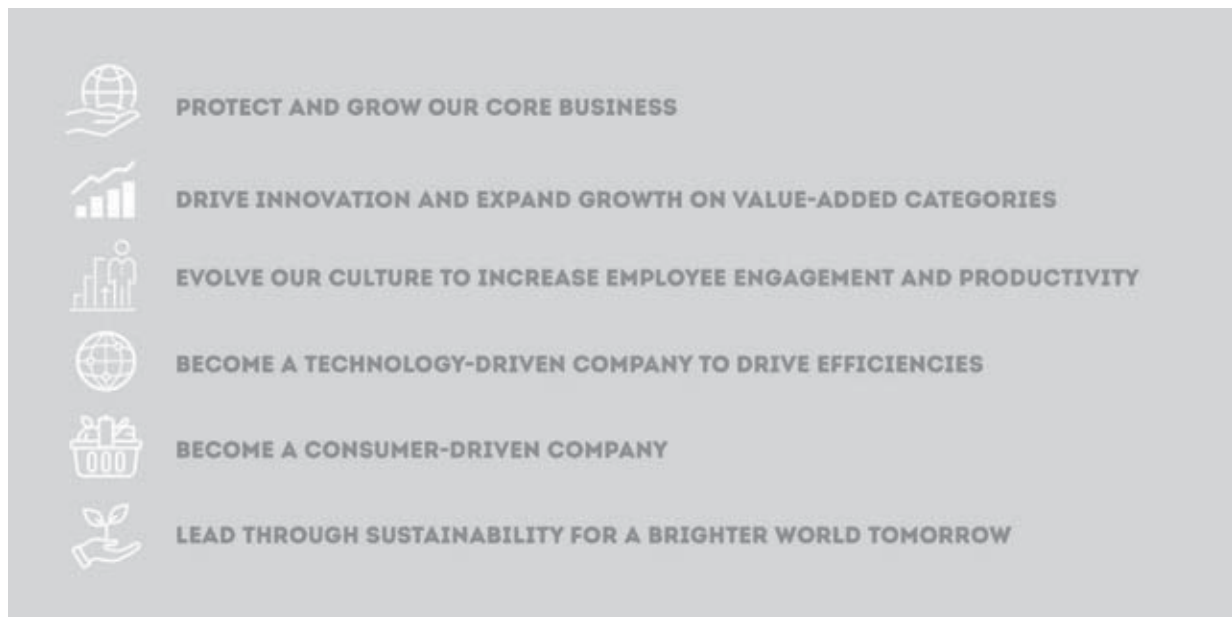 PROTECT AND GROW OUR CORE BUSINESS
DRIVE INNOVATION AND EXPAND GROWTH ON VALUE-ADDED CATEGORIES
EVOLVE OUR CULTURE TO INCREASE EMPLOYEE ENGAGEMENT AND PRODUCTIVITY
BECOME A TECHNOLOGY-DRIVEN COMPANY TO DRIVE EFFICIENCIES
BECOME A CONSUMER-DRIVEN COMPANY
LEAD THROUGH SUSTAINABILITY FOR A BRIGHTER WORLD TOMORROW